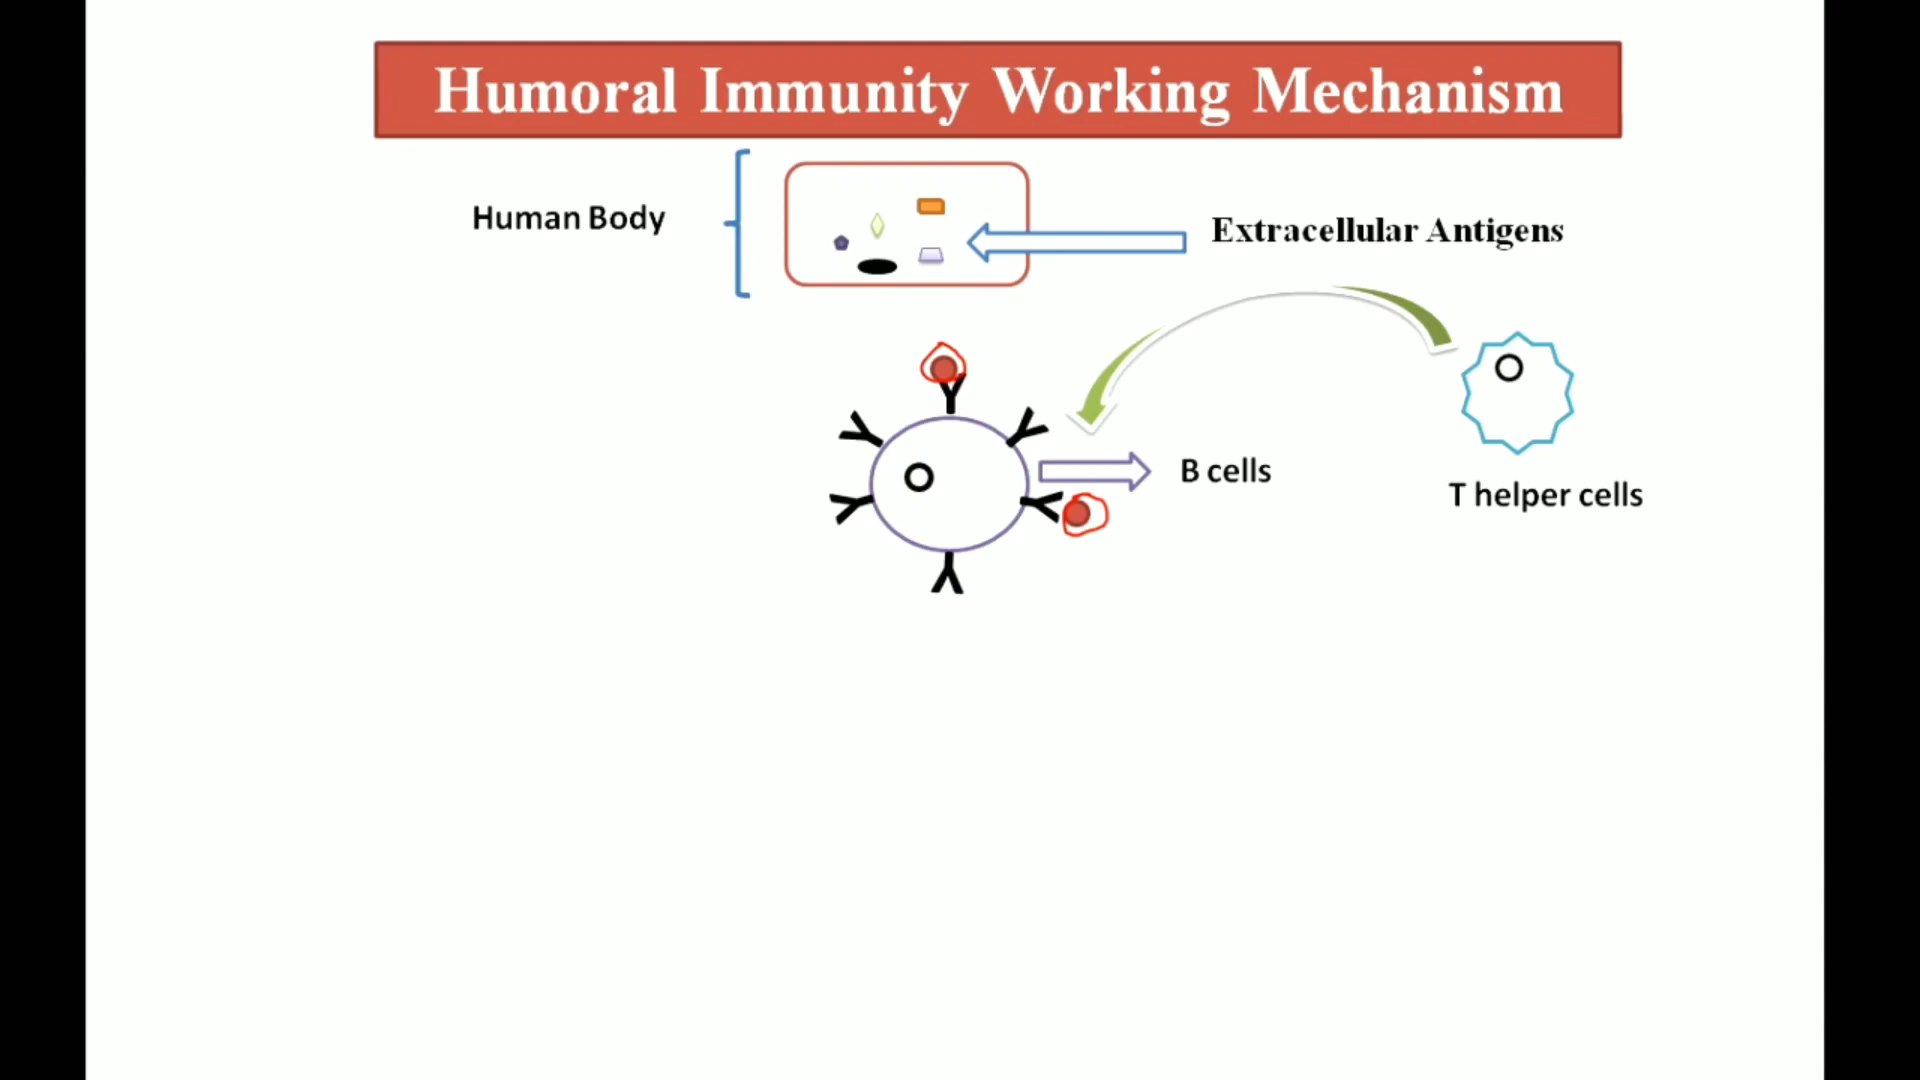 Humoral Immunity Working Mechanism
Human Body
Extracellular Antigens
B cells
T helper cells